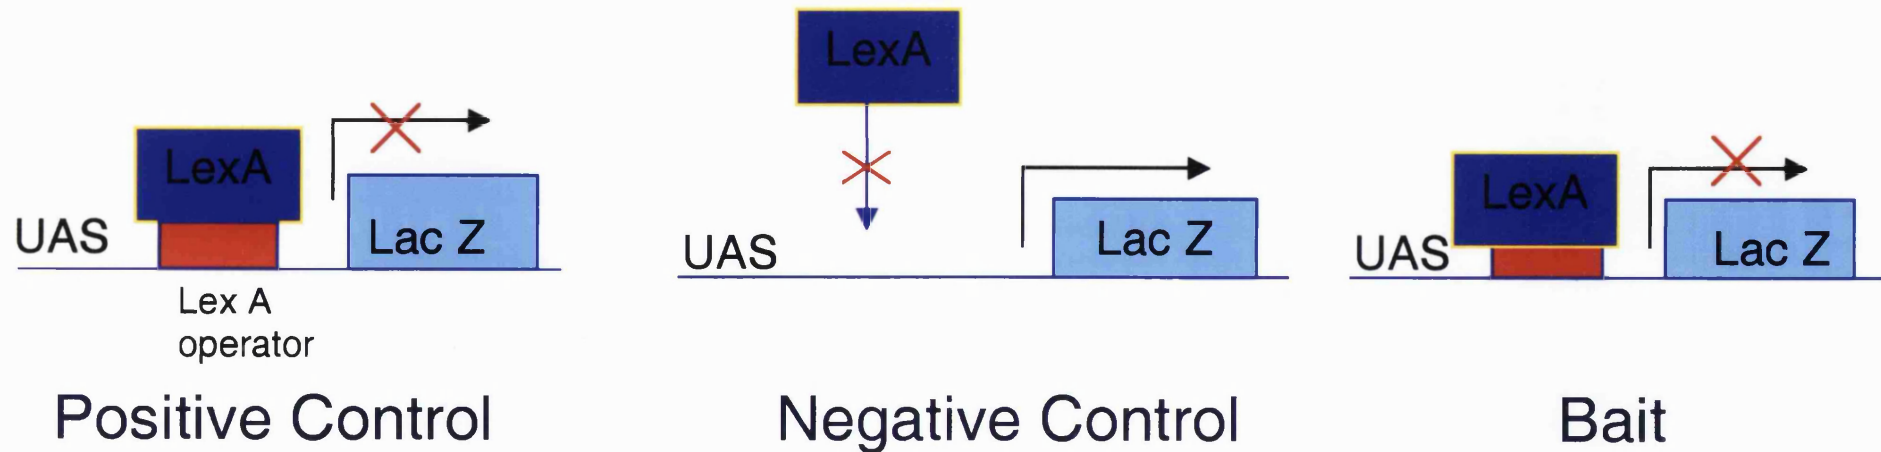 LexA
UAS
Lac Z
Lex A
operator
Positive Control
LexA
UAS
Lac Z
Negative Control
LexA
UAS
Lac Z
Bait